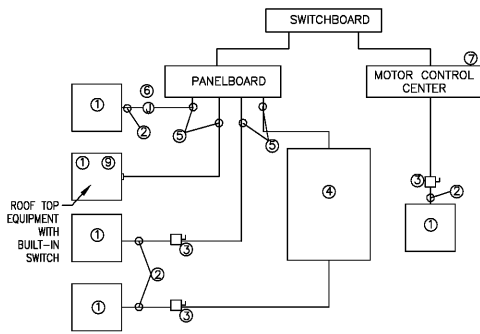 SWITCHBOARD
7
PANELBOARD
MOTOR CONTROL
CENTER
6
1
J
2
5
5
1 9
4
3
2
ROOF TOP
EQUIPMENT
WITH
BUILT-IN
SWITCH
1
1
3
2
1
3